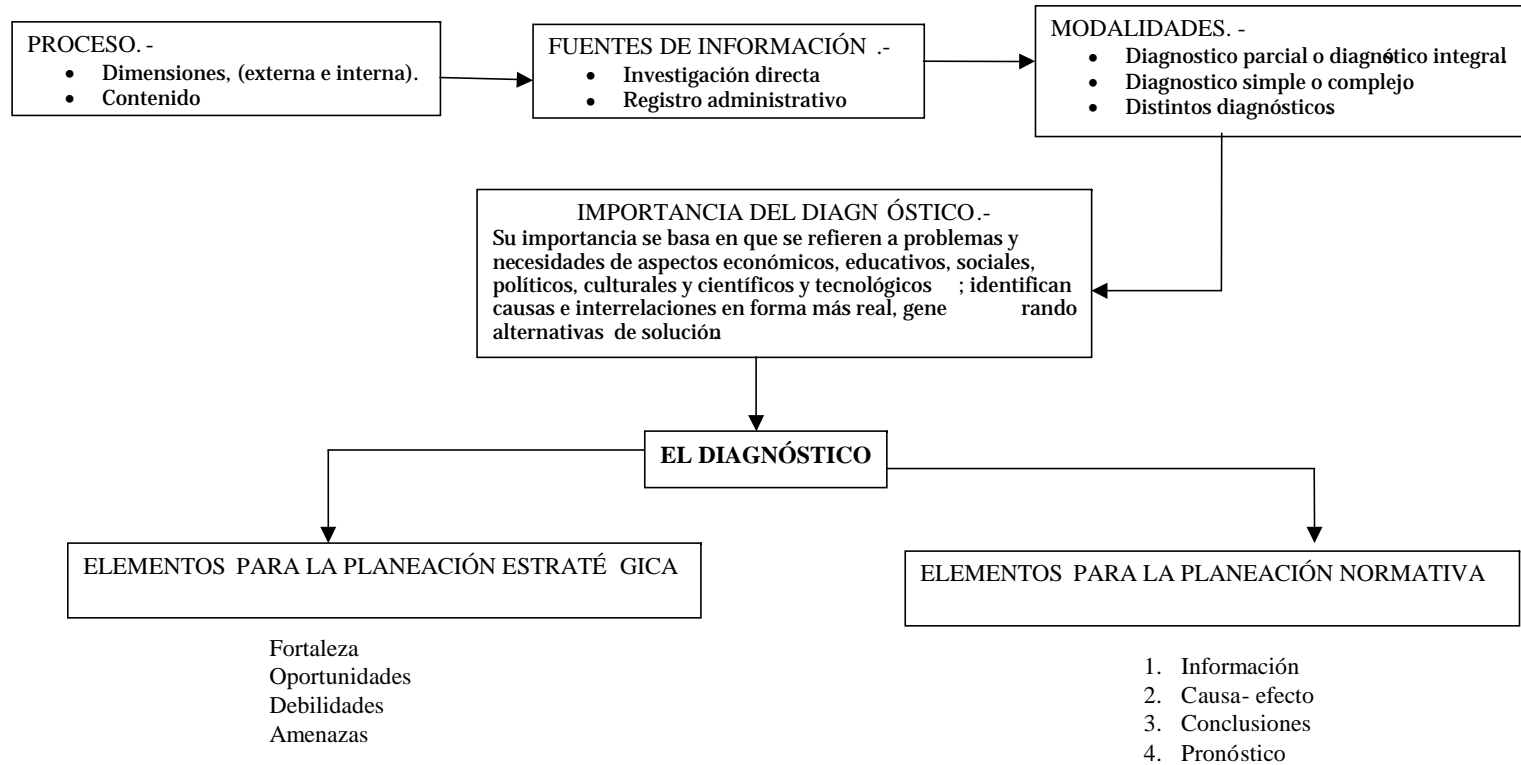 PROCESO. -
• Dimensiones, (externa e interna).
• Contenido
FUENTES DE INFORMACIÓN .-
• Investigación directa
• Registro administrativo
MODALIDADES. -
• Diagnostico parcial o diagnóstico integral.
• Diagnostico simple o complejo
• Distintos diagnósticos.
IMPORTANCIA DEL DIAGN ÓSTICO.-
Su importancia se basa en que se refieren a problemas y
necesidades de aspectos económicos, educativos, sociales,
políticos, culturales y científicos y tecnológicos ; identifican
causas e interrelaciones en forma más real, gene rando
alternativas de solución.
EL DIAGNÓSTICO
ELEMENTOS PARA LA PLANEACIÓN ESTRATÉ GICA
Fortaleza
Oportunidades
Debilidades
Amenazas
ELEMENTOS PARA LA PLANEACIÓN NORMATIVA
1. Información
2. Causa- efecto
3. Conclusiones
4. Pronóstico